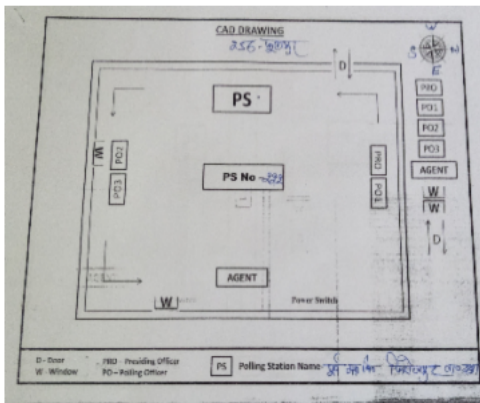 CAD DRAWING
D
W
S
N
E
PRO
PO1
PO2
PO3
AGENT
W
W
D
PS
W
PO2
PO3
PS No
PRO
PO1
AGENT
W
Power Switch
D - Door
W - Window
PRO - Presiding Officer
PO - Polling Officer
PS
Polling Station Name